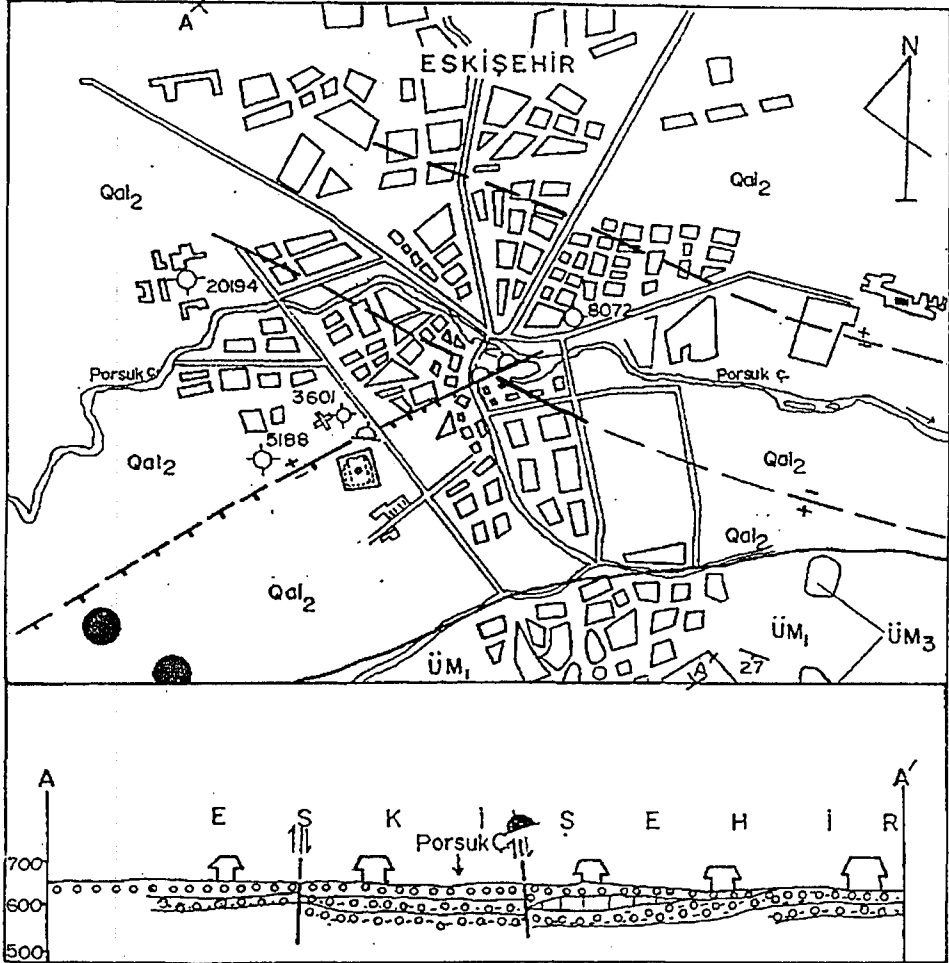 A'
ESKİŞEHİR
N
Qal2
Qal2
20194
8072
Porsuk Ç.
Porsuk Ç.
3601
5188
Qal2
Qal2
Qal2
Qal2
ÜM1
ÜM1
ÜM3
A
27
A
A'
E S K İ Ş E H İ R
Porsuk Ç.
700
600
500